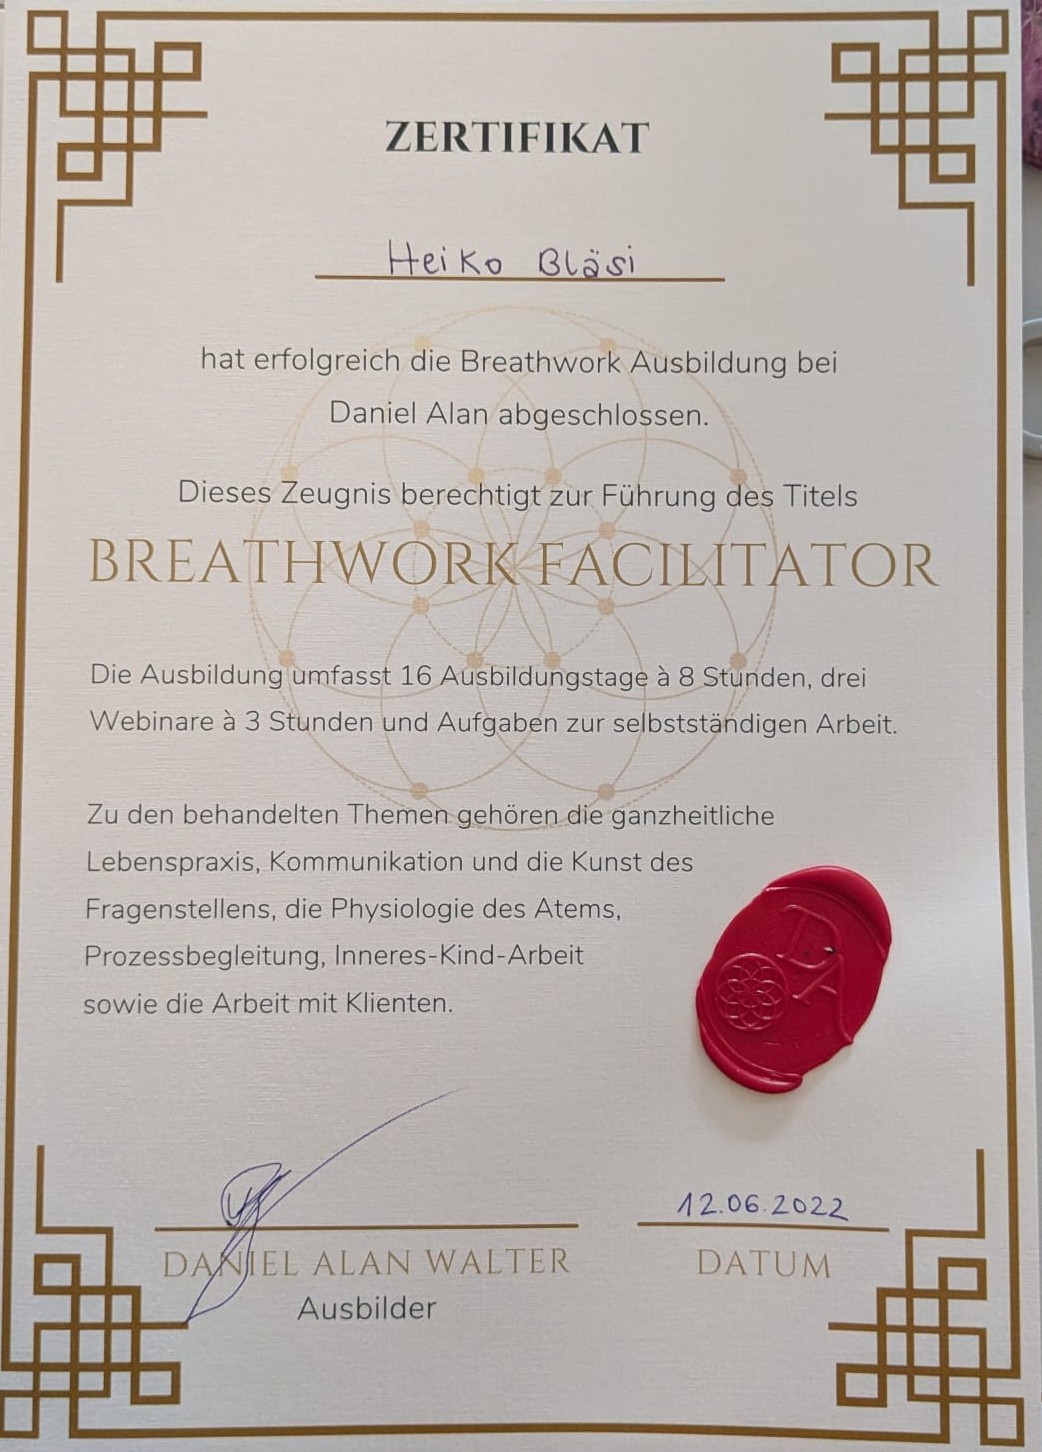 ZERTIFIKAT
Heiko Bläsi
hat erfolgreich die Breathwork Ausbildung bei
Daniel Alan abgeschlossen.
Dieses Zeugnis berechtigt zur Führung des Titels
BREATHWORK FACILITATOR
Die Ausbildung umfasst 16 Ausbildungstage à 8 Stunden, drei
Webinare à 3 Stunden und Aufgaben zur selbstständigen Arbeit.
Zu den behandelten Themen gehören die ganzheitliche
Lebenspraxis, Kommunikation und die Kunst des
Fragenstellens, die Physiologie des Atems,
Prozessbegleitung, Inneres-Kind-Arbeit
sowie die Arbeit mit Klienten.
DA
12.06.2022
DANIEL ALAN WALTER
DATUM
Ausbilder